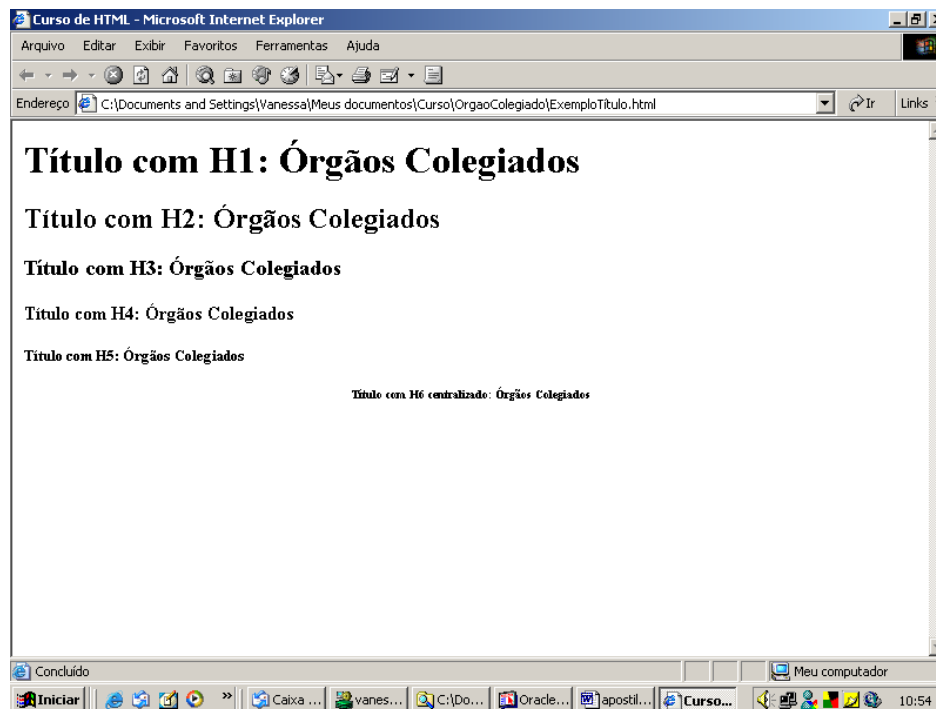 Curso de HTML - Microsoft Internet Explorer
Arquivo Editar Exibir Favoritos Ferramentas Ajuda
Endereço C:\Documents and Settings\Vanessa\Meus documentos\Curso\OrgaoColegiado\ExemploTítulo.html Ir Links
Título com H1: Órgãos Colegiados
Título com H2: Órgãos Colegiados
Título com H3: Órgãos Colegiados
Título com H4: Órgãos Colegiados
Título com H5: Órgãos Colegiados
Título com H6 centralizado: Órgãos Colegiados
Concluído Meu computador
Iniciar » Caixa ... vanes... C:\Do... Oracle... apostil... Curso... 10:54